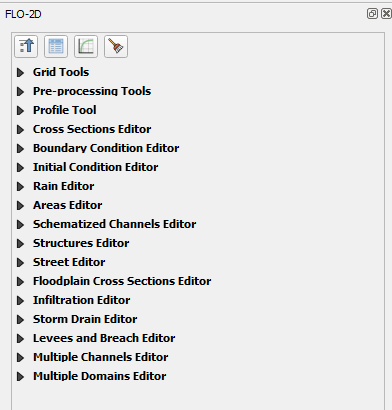 FLO-2D
Grid Tools
Pre-processing Tools
Profile Tool
Cross Sections Editor
Boundary Condition Editor
Initial Condition Editor
Rain Editor
Areas Editor
Schematized Channels Editor
Structures Editor
Street Editor
Floodplain Cross Sections Editor
Infiltration Editor
Storm Drain Editor
Levees and Breach Editor
Multiple Channels Editor
Multiple Domains Editor